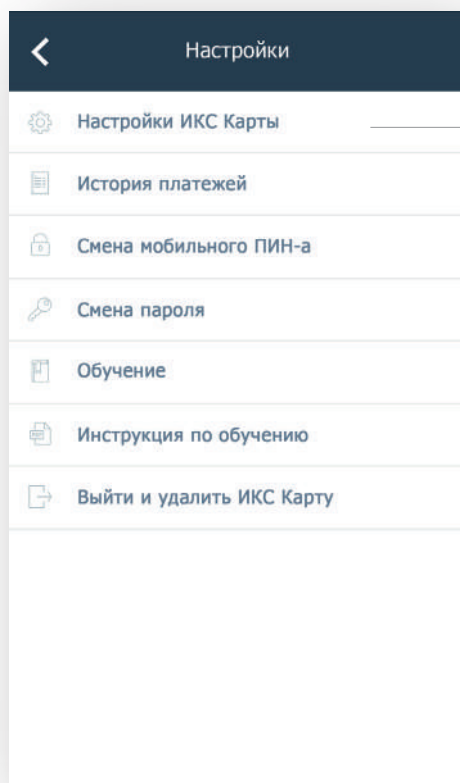 Настройки
Настройки ИКС Карты
История платежей
Смена мобильного ПИН-а
Смена пароля
Обучение
Инструкция по обучению
Выйти и удалить ИКС Карту